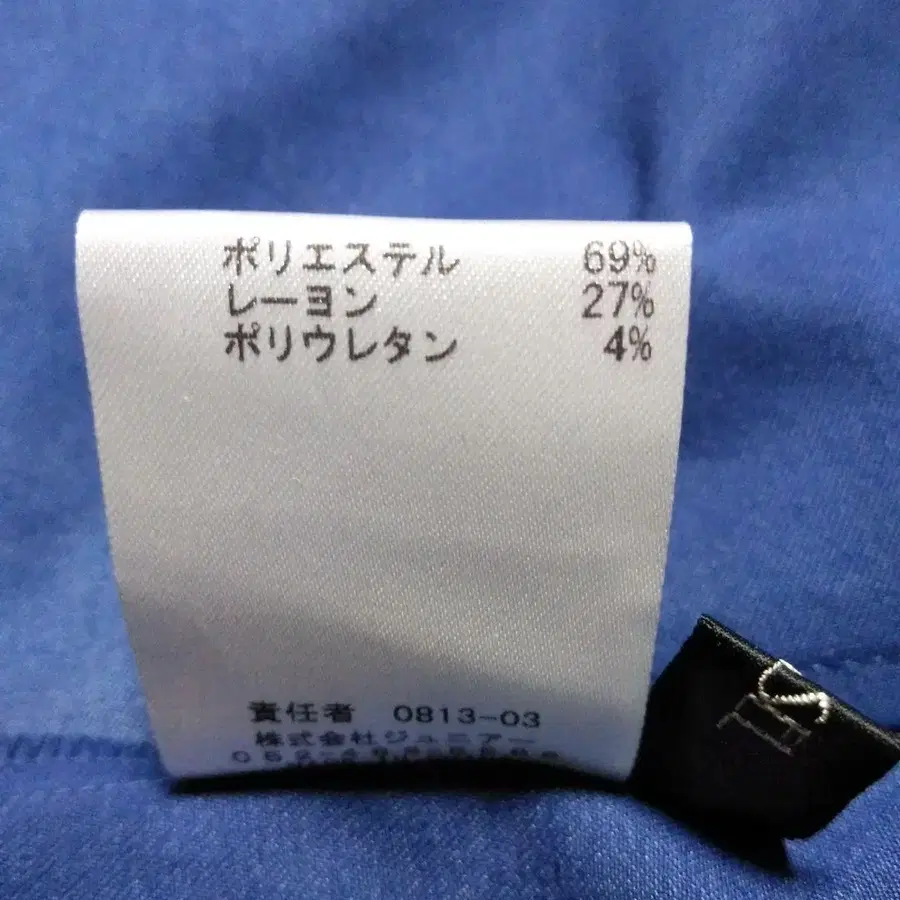 ポリエステル 69%
レーヨン 27%
ポリウレタン 4%
責任者 0813-03
株式会社ジュニアー